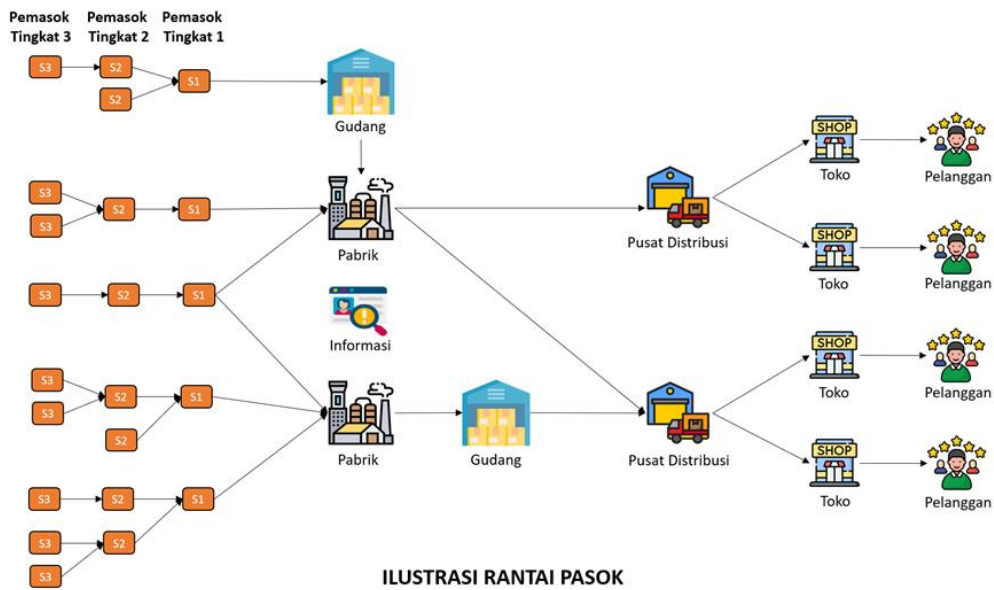 Pemasok Pemasok Pemasok
Tingkat 3 Tingkat 2 Tingkat 1
S3 S2 S1
S2
Gudang
SHOP
Toko Pelanggan
S3
S2 S1
S3
Pabrik
Pusat Distribusi
SHOP
Toko Pelanggan
S3 S2 S1
Informasi
SHOP
Toko Pelanggan
S3
S2 S1
S3
S2
Pabrik Gudang Pusat Distribusi
SHOP
Toko Pelanggan
S3 S2 S1
S3 S2
S3
ILUSTRASI RANTAI PASOK